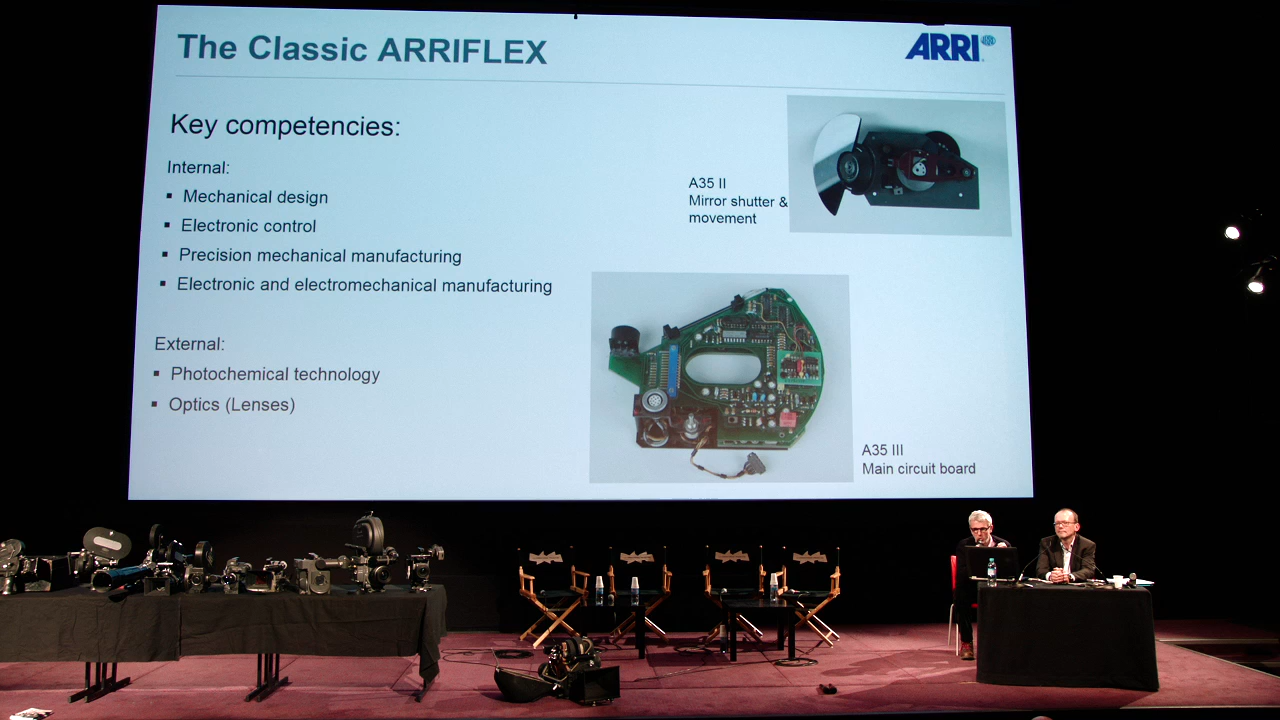 The Classic ARRIFLEX
ARRI
Key competencies:
Internal:
▪ Mechanical design
▪ Electronic control
▪ Precision mechanical manufacturing
▪ Electronic and electromechanical manufacturing
External:
▪ Photochemical technology
▪ Optics (Lenses)
A35 II
Mirror shutter &
movement
A35 III
Main circuit board